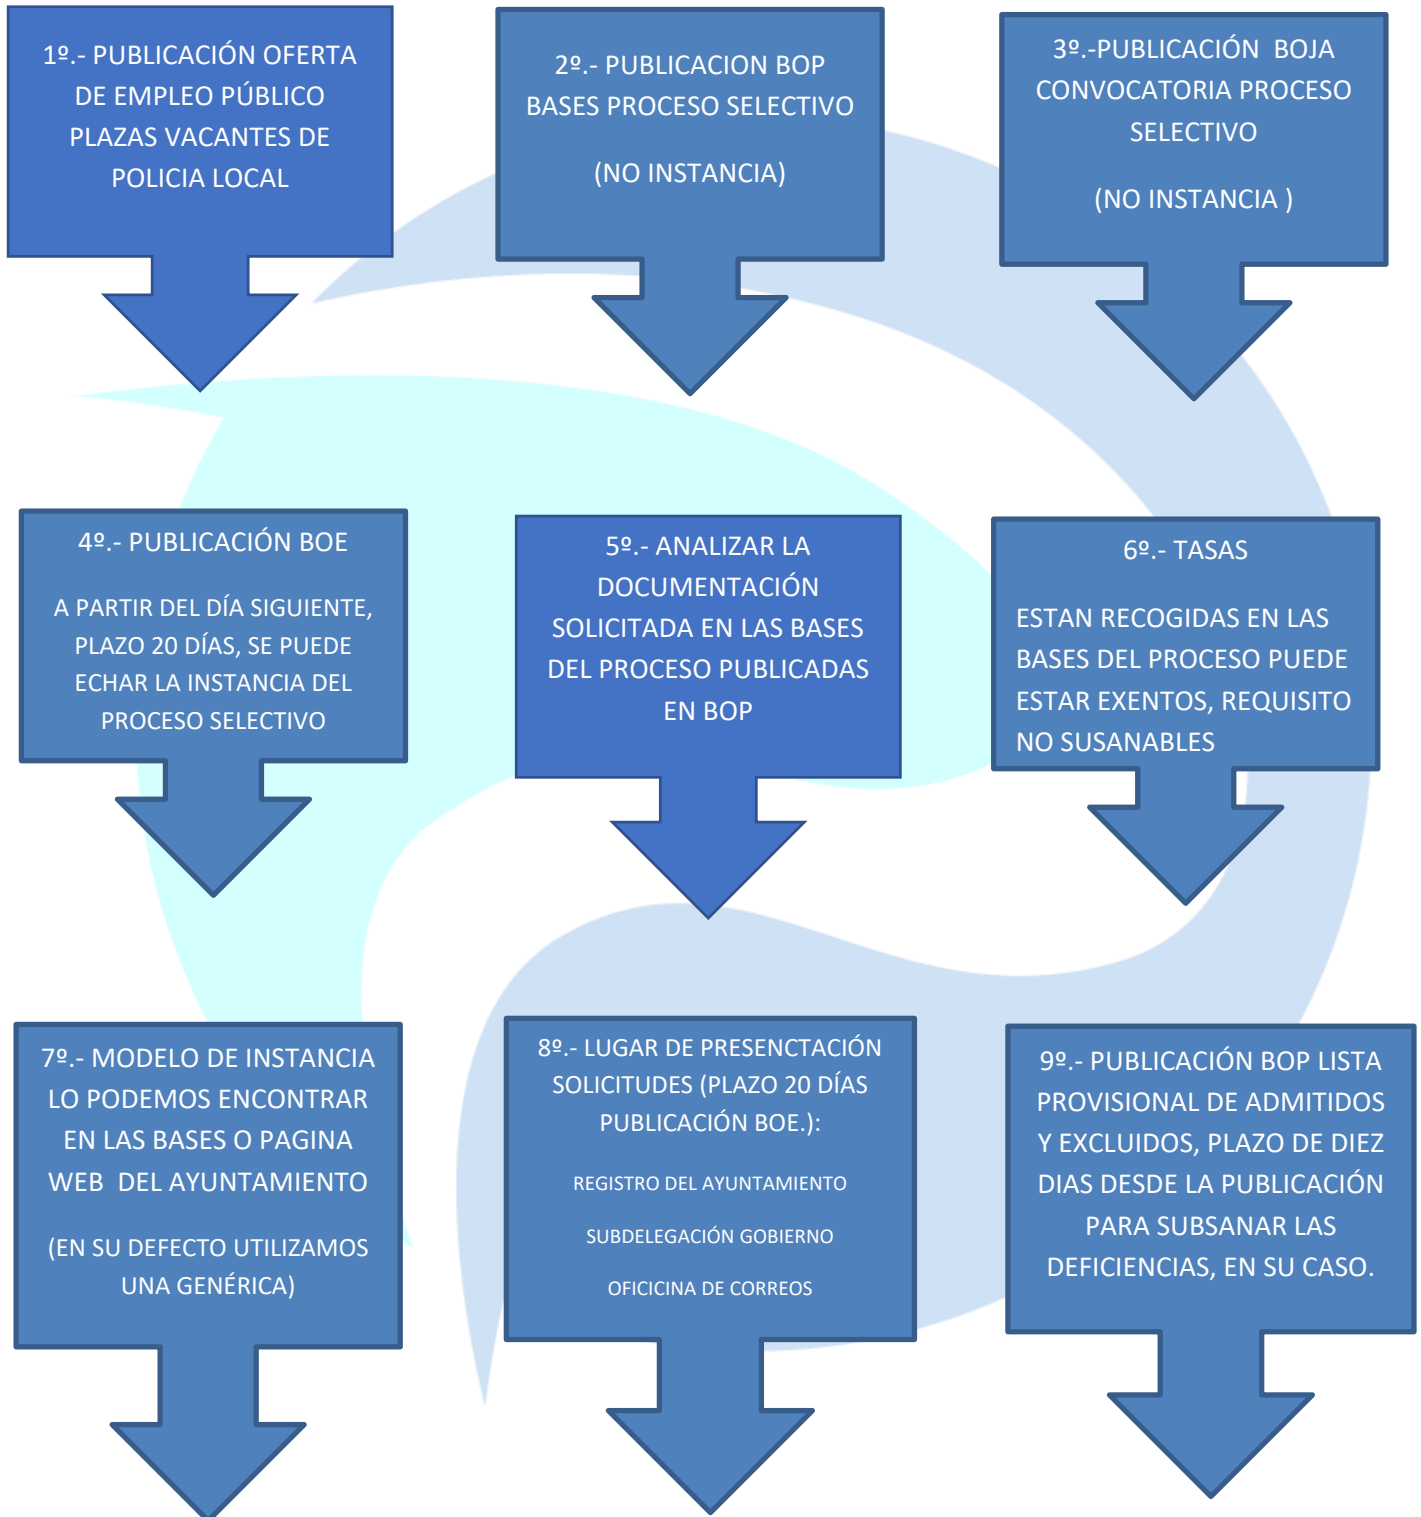 1º.- PUBLICACIÓN OFERTA
DE EMPLEO PÚBLICO
PLAZAS VACANTES DE
POLICIA LOCAL
2º.- PUBLICACION BOP
BASES PROCESO SELECTIVO
(NO INSTANCIA)
3º.-PUBLICACIÓN  BOJA
CONVOCATORIA PROCESO
SELECTIVO
(NO INSTANCIA )
4º.- PUBLICACIÓN BOE
A PARTIR DEL DÍA SIGUIENTE,
PLAZO 20 DÍAS, SE PUEDE
ECHAR LA INSTANCIA DEL
PROCESO SELECTIVO
5º.- ANALIZAR LA
DOCUMENTACIÓN
SOLICITADA EN LAS BASES
DEL PROCESO PUBLICADAS
EN BOP
6º.- TASAS
ESTAN RECOGIDAS EN LAS
BASES DEL PROCESO PUEDE
ESTAR EXENTOS, REQUISITO
NO SUSANABLES
7º.- MODELO DE INSTANCIA
LO PODEMOS ENCONTRAR
EN LAS BASES O PAGINA
WEB  DEL AYUNTAMIENTO
(EN SU DEFECTO UTILIZAMOS
UNA GENÉRICA)
8º.- LUGAR DE PRESENCTACIÓN
SOLICITUDES (PLAZO 20 DÍAS
PUBLICACIÓN BOE.):
REGISTRO DEL AYUNTAMIENTO
SUBDELEGACIÓN GOBIERNO
OFICICINA DE CORREOS
9º.- PUBLICACIÓN BOP LISTA
PROVISIONAL DE ADMITIDOS
Y EXCLUIDOS, PLAZO DE DIEZ
DIAS DESDE LA PUBLICACIÓN
PARA SUBSANAR LAS
DEFICIENCIAS, EN SU CASO.